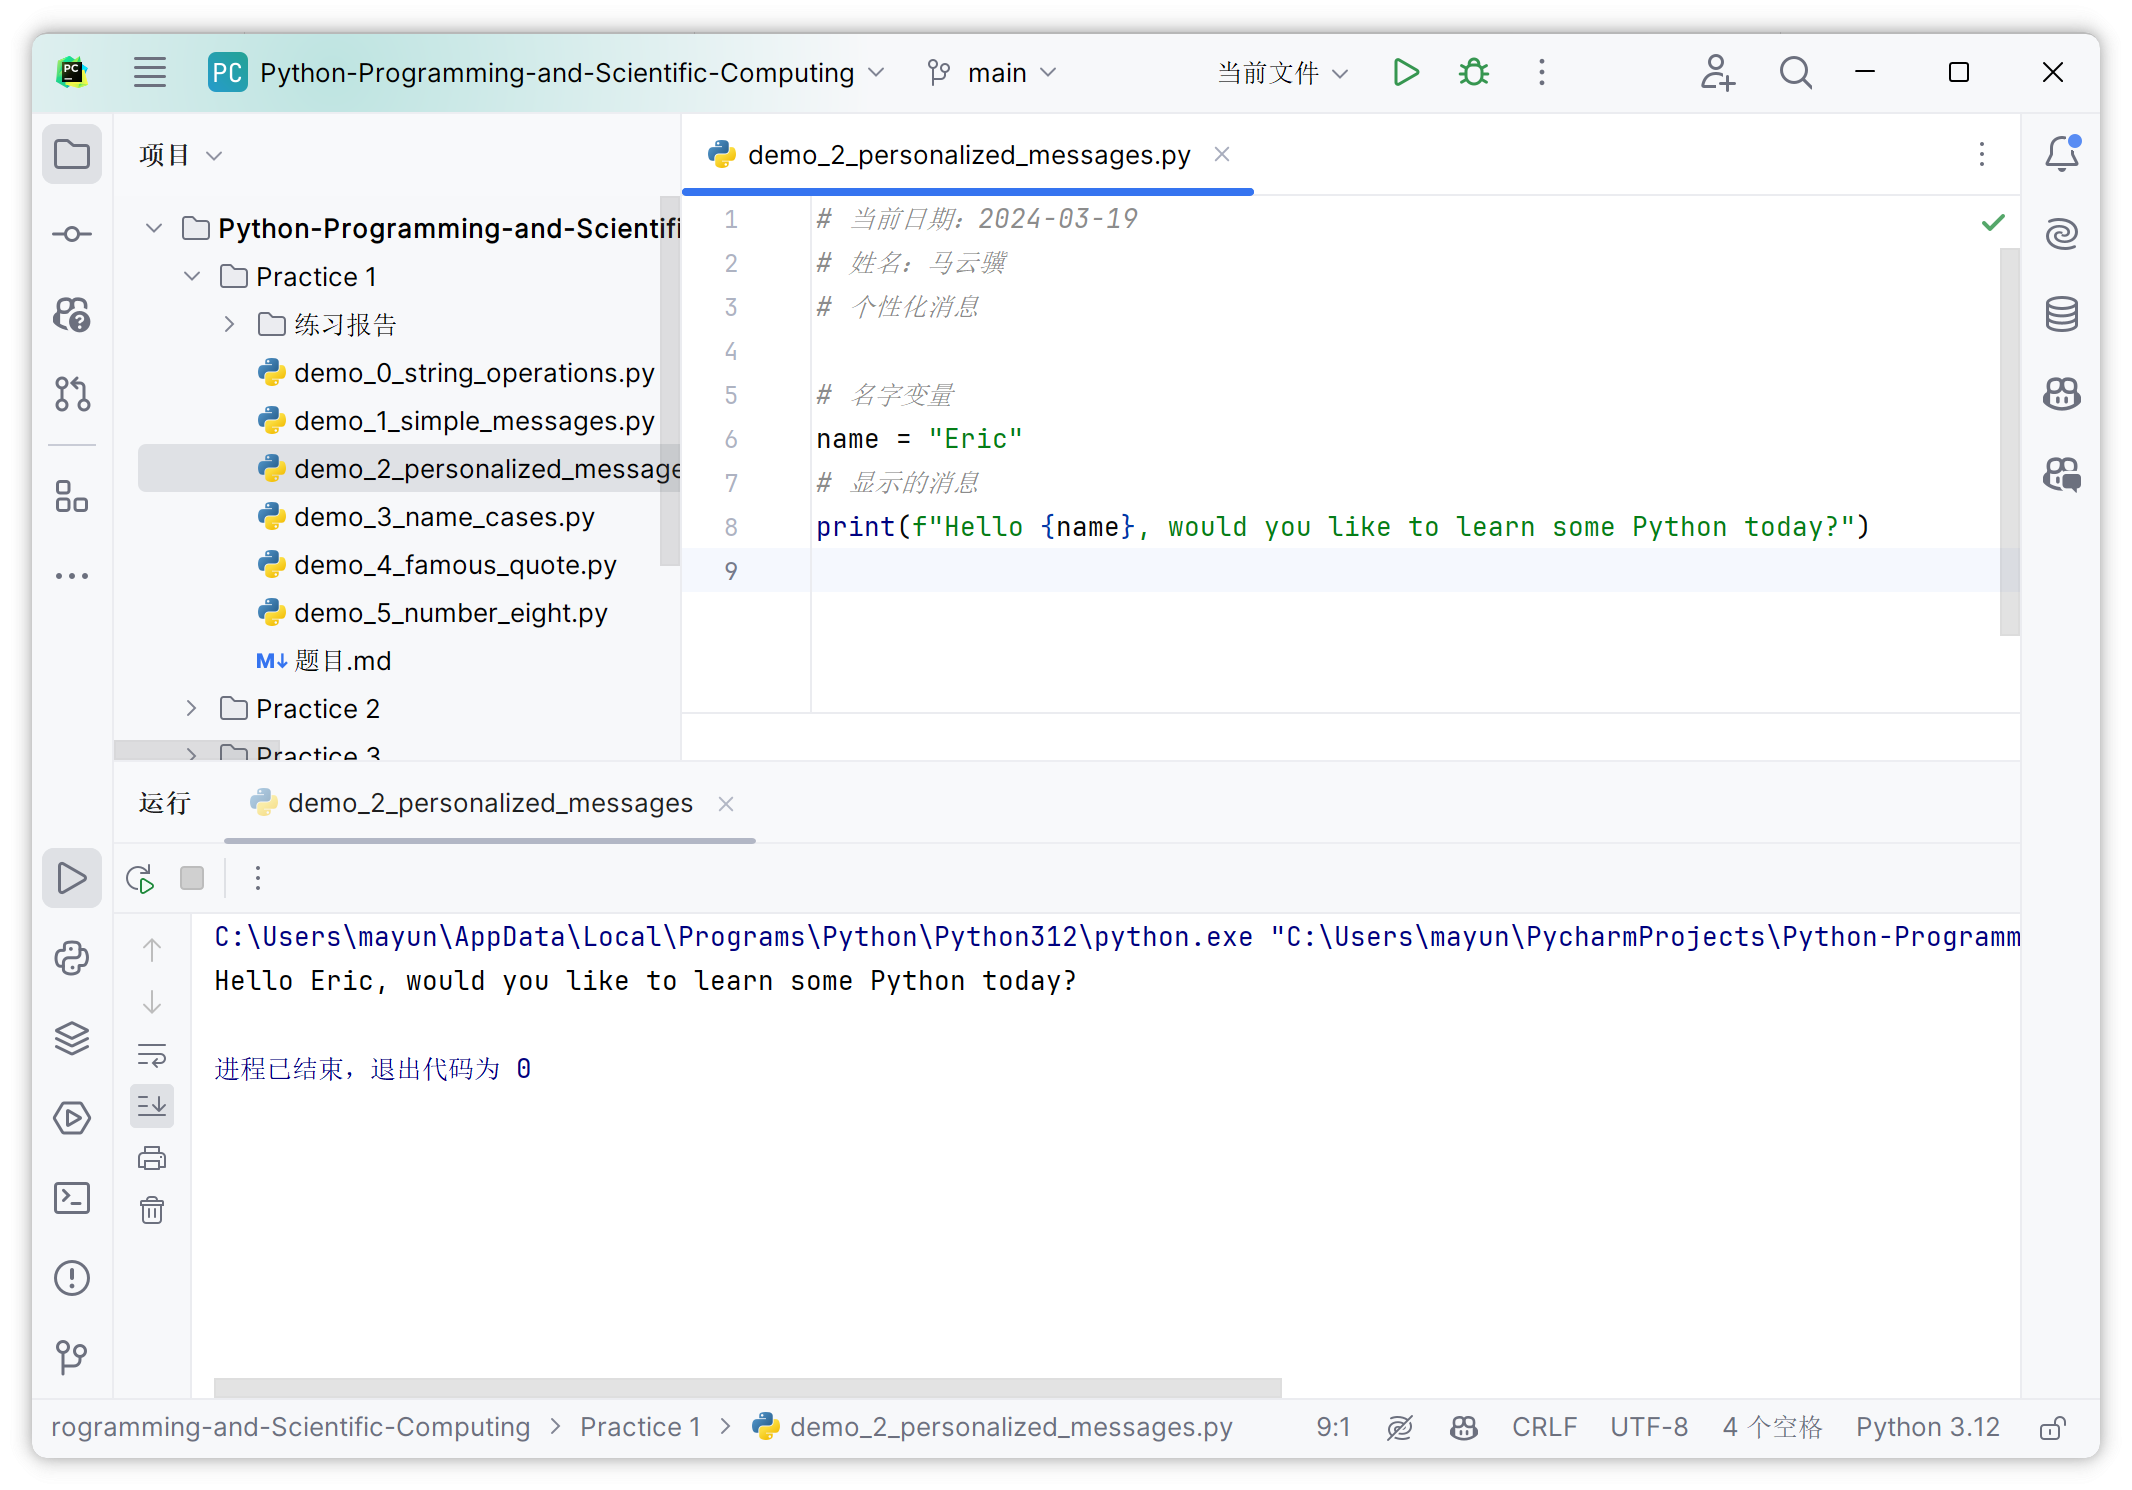 PC Python-Programming-and-Scientific-Computing main 当前文件
项目
Python-Programming-and-Scientifi
Practice 1
练习报告
demo_0_string_operations.py
demo_1_simple_messages.py
demo_2_personalized_message
demo_3_name_cases.py
demo_4_famous_quote.py
demo_5_number_eight.py
M↓ 题目.md
Practice 2
Practice 3
demo_2_personalized_messages.py
1 # 当前日期：2024-03-19
2 # 姓名：马云骥
3 # 个性化消息
4
5 # 名字变量
6 name = "Eric"
7 # 显示的消息
8 print(f"Hello {name}, would you like to learn some Python today?")
9
运行 demo_2_personalized_messages
C:\Users\mayun\AppData\Local\Programs\Python\Python312\python.exe "C:\Users\mayun\PycharmProjects\Python-Programm
Hello Eric, would you like to learn some Python today?
进程已结束，退出代码为 0
rogramming-and-Scientific-Computing > Practice 1 > demo_2_personalized_messages.py 9:1 CRLF UTF-8 4 个空格 Python 3.12